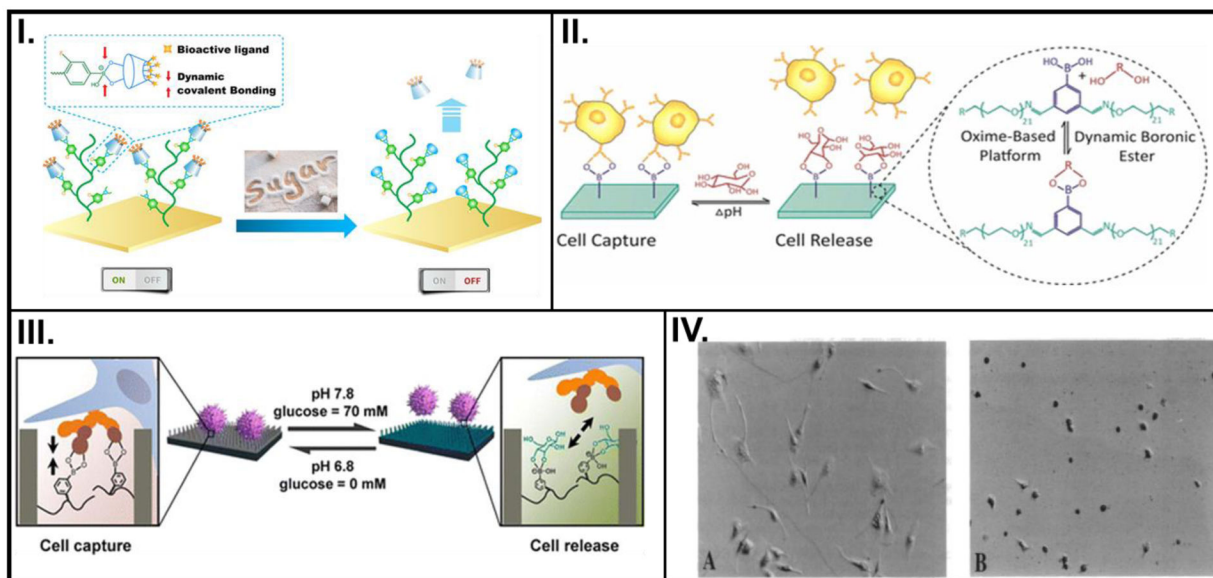 I.
Bioactive ligand
Dynamic
covalent Bonding
HO
sugar
ON OFF
ON OFF
II.
Cell Capture
ΔpH
Cell Release
HO B OH
+
HO R OH
R O 21 N N O 21 R
Oxime-Based
Platform
Dynamic Boronic
Ester
R
O O
B
R O 21 N N O 21 R
III.
pH 7.8
glucose = 70 mM
pH 6.8
glucose = 0 mM
Cell capture
Cell release
IV.
A
B